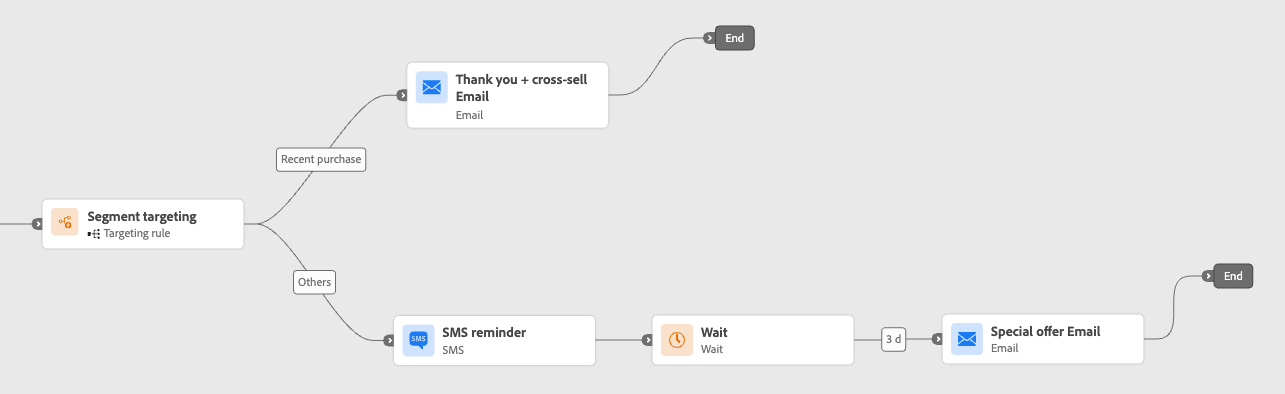 End
Thank you + cross-sell
Email
Email
Recent purchase
Segment targeting
Targeting rule
Others
End
SMS
SMS reminder
SMS
Wait
Wait
3 d
Special offer Email
Email